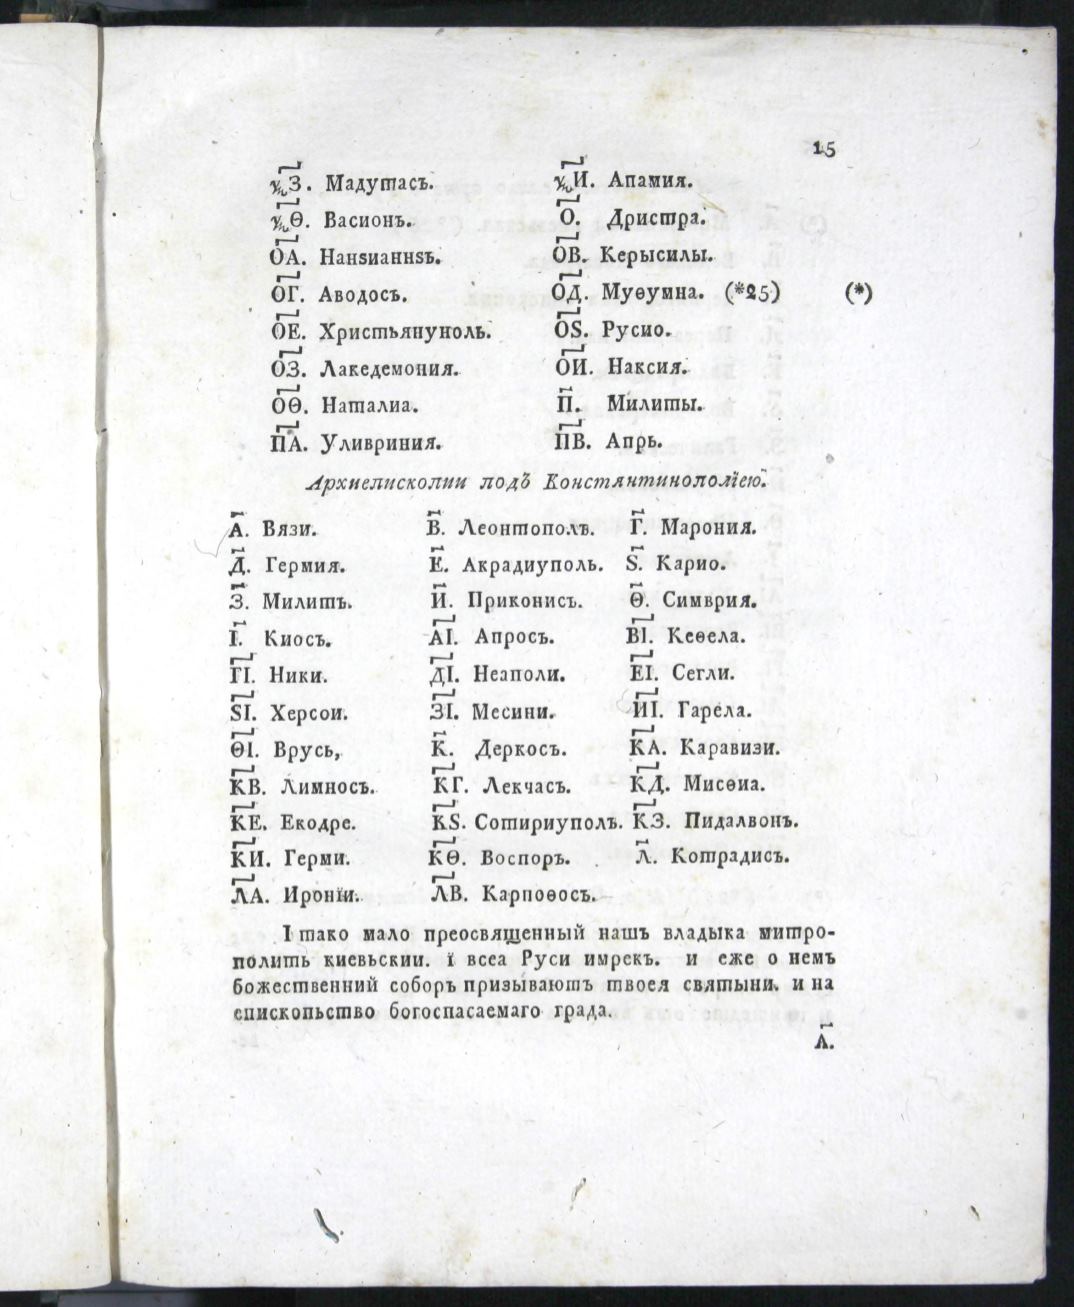 15
ѮЗ. Мадутасъ. ѮИ. Апамия.
ѮѲ. Васионъ. О. Дристра.
ОА. Нанѕианнѕъ. ОВ. Керысилы.
ОГ. Аводосъ. ОД. Муѳумна. (*25) (*)
ОЕ. Христьянуколь. ОЅ. Русио.
ОЗ. Лакедемония. ОИ. Наксия.
ОѲ. Наталиа. П. Милиты.
ПА. Уливриния. ПВ. Апрь.
Архиепископии подъ Константинополіею.
А. Вязи. В. Леонтополъ. Г. Марония.
Д. Гермия. Е. Акрадиуполь. Ѕ. Карио.
З. Милитъ. И. Приконисъ. Ѳ. Симврия.
І. Киосъ. АІ. Апросъ. ВІ. Кеѳела.
ГІ. Ники. ДІ. Неаполи. ЕІ. Сегли.
ЅІ. Херсои. ЗІ. Месини. ИІ. Гарела.
ѲІ. Врусь, К. Деркосъ. КА. Каравизи.
КВ. Лимносъ. КГ. Лекчасъ. КД. Мисѳиа.
КЕ. Екодре. КЅ. Сотириуполъ. КЗ. Пидалвонъ.
КИ. Герми. КѲ. Воспоръ. Л. Котрадисъ.
ЛА. Ироніи. ЛВ. Карпоѳосъ.
І тако мало преосвященный нашъ владыка митро-
политъ киевьскии. ї всеа Руси имрекъ. и еже о немъ
божественний соборъ призывають твоея святыни. и на
епископьство богоспасаемаго града.
А.